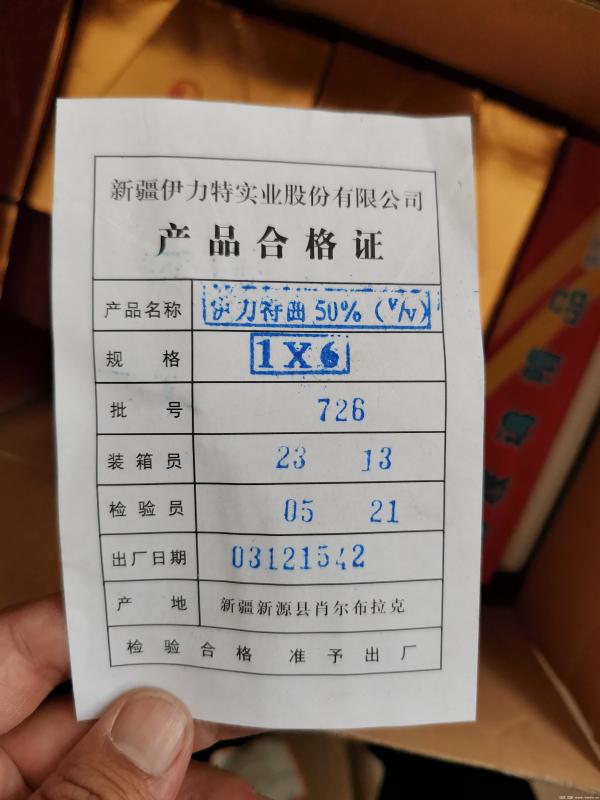 新疆伊力特实业股份有限公司
产品合格证
产品名称 伊力特曲 50% (V/V)
规 格 1X6
批 号 726
装箱员 23 13
检验员 05 21
出厂日期 03121542
产 地 新疆新源县肖尔布拉克
检 验 合 格 准 予 出 厂